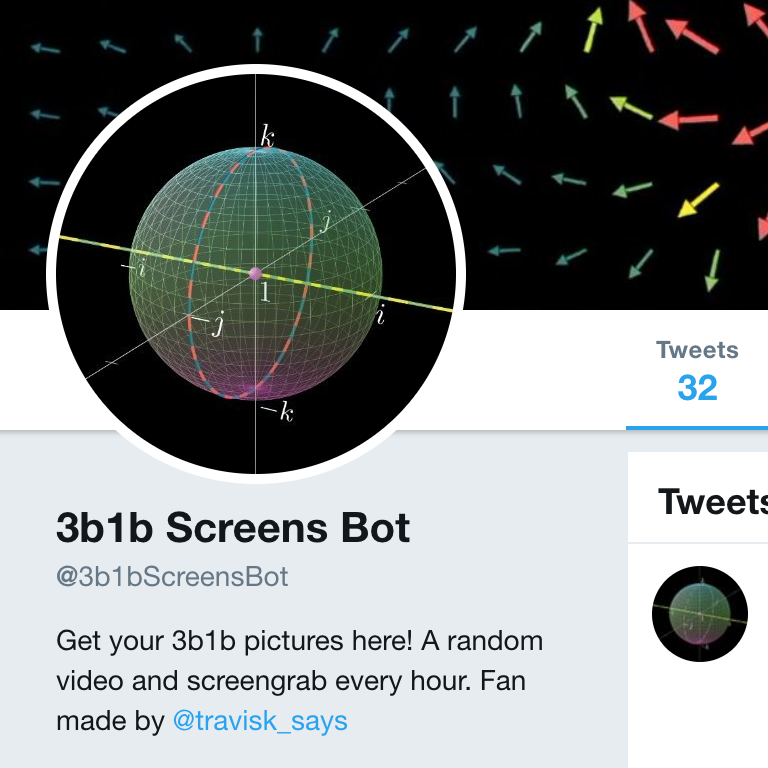 k
j
−i
1
−j
i
−k
Tweets
32
Tweets
3b1b Screens Bot
@3b1bScreensBot
Get your 3b1b pictures here! A random
video and screengrab every hour. Fan
made by @travisk_says